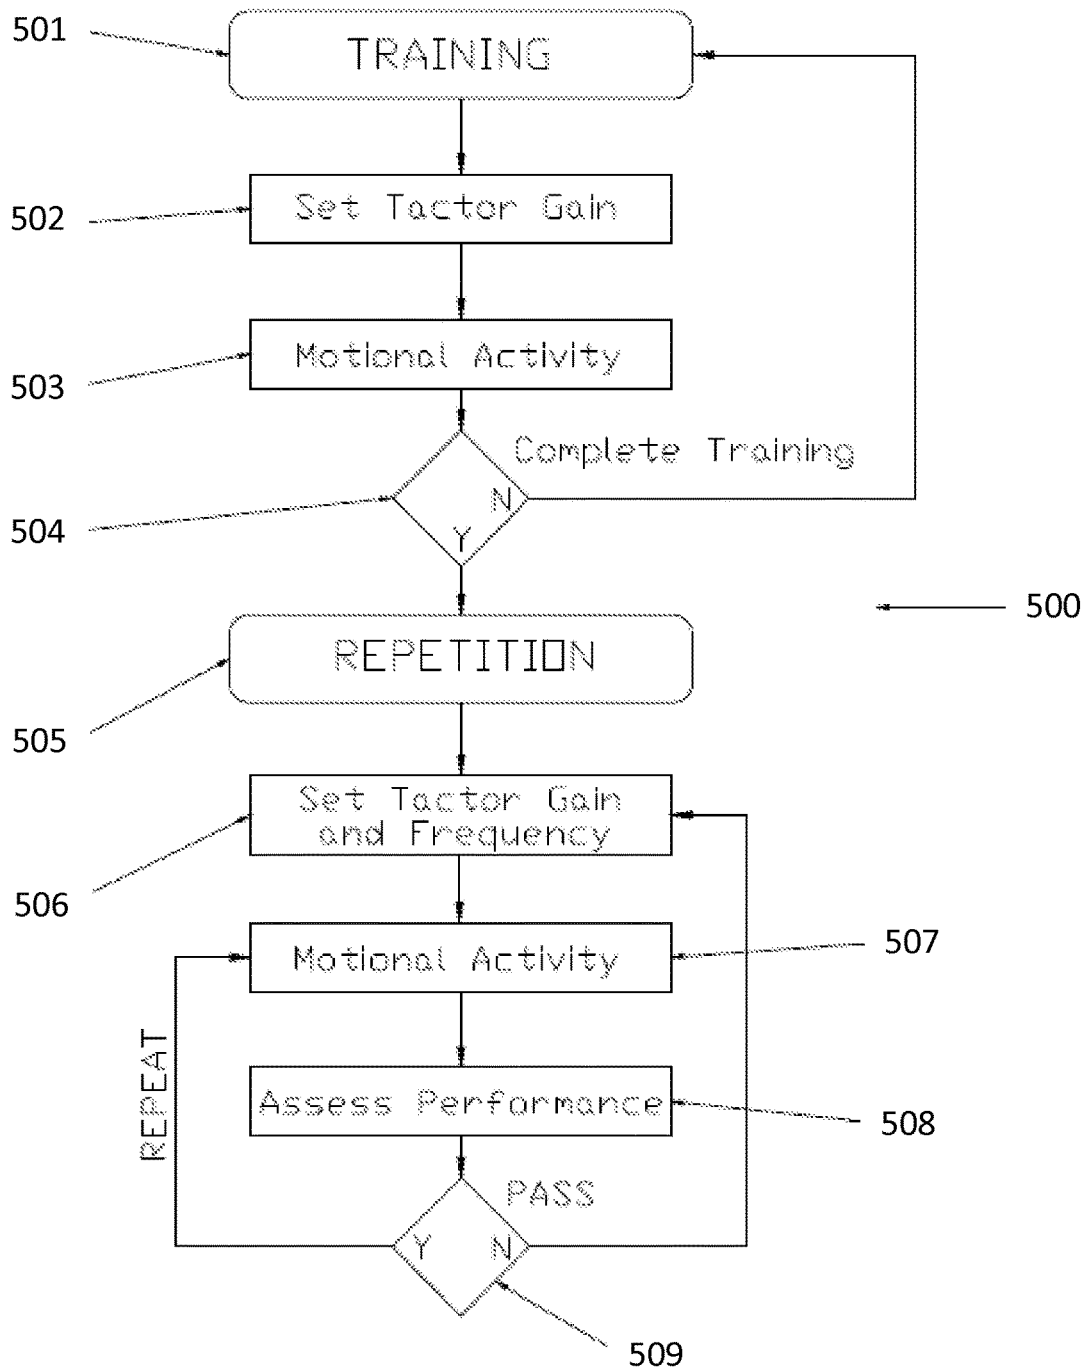 501
TRAINING
502
Set Tactor Gain
503
Motional Activity
Complete Training
504
N
Y
500
REPETITION
505
Set Tactor Gain
and Frequency
506
507
Motional Activity
REPEAT
Assess Performance
508
PASS
Y N
509